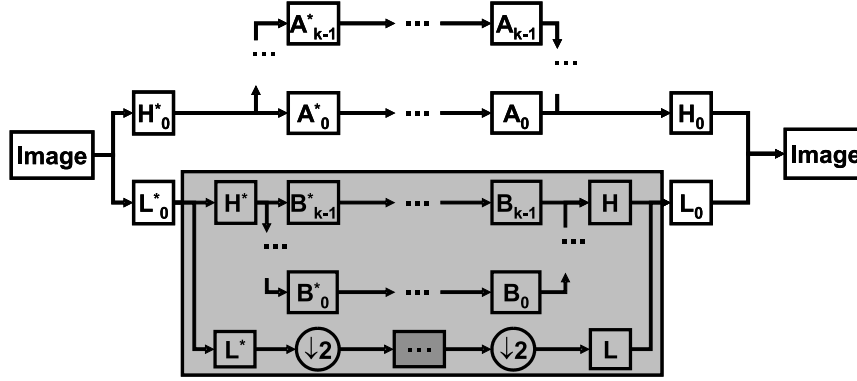 A*k-1 ... Ak-1
... ...
H*0 A*0 ... A0 H0
Image Image
L*0 H* B*k-1 ... Bk-1 H L0
... ...
B*0 ... B0
L* ↓2 ... ↓2 L